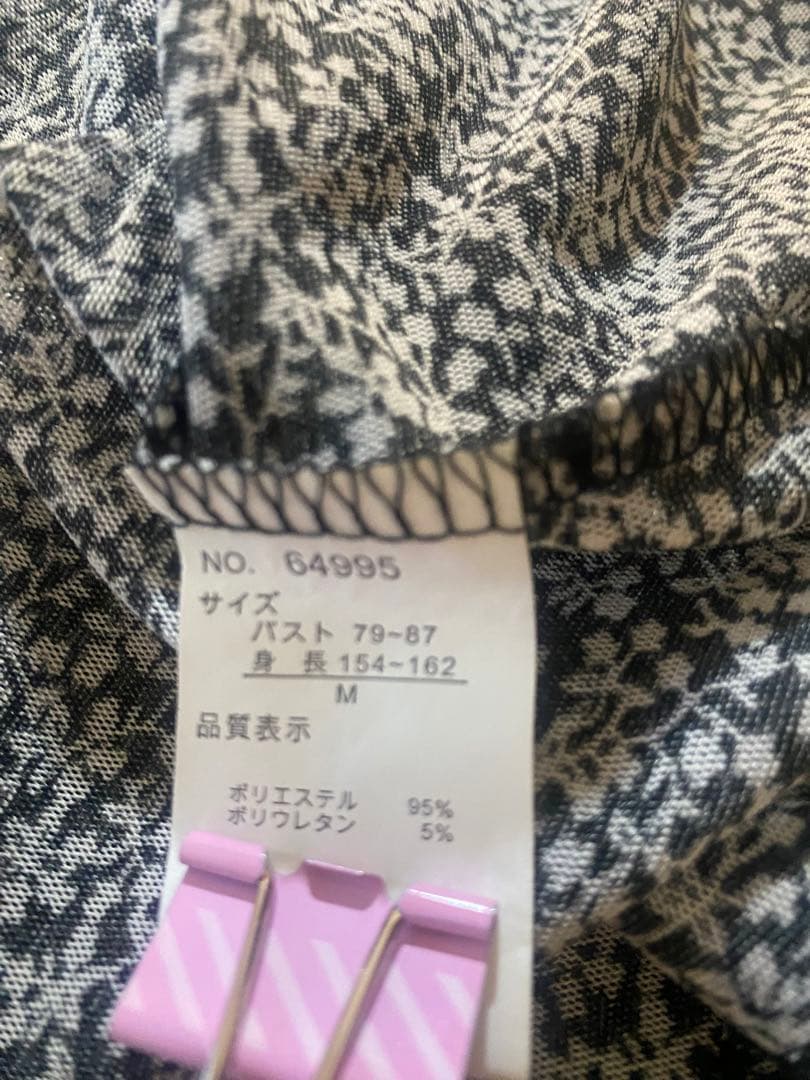 NO. 64995
サイズ
バスト 79~87
身 長 154~162
M
品質表示
ポリエステル 95%
ポリウレタン 5%